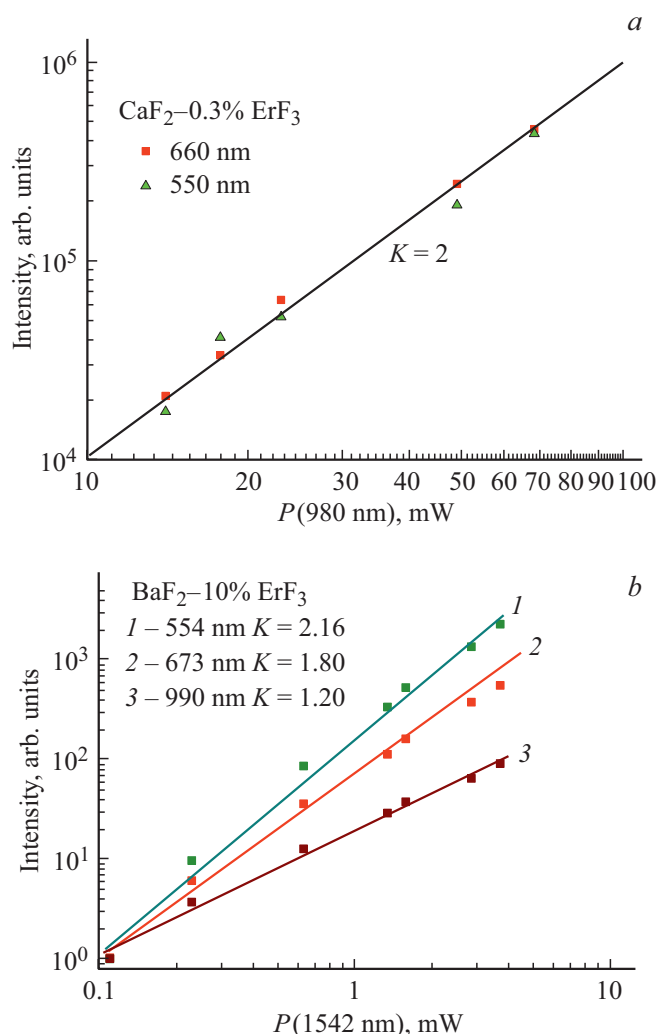 a
10⁶
CaF₂–0.3% ErF₃
660 nm
550 nm
Intensity, arb. units
10⁵
K = 2
10⁴
10 20 30 40 50 60 70 80 90 100
P(980 nm), mW
b
BaF₂–10% ErF₃
1 – 554 nm K = 2.16
2 – 673 nm K = 1.80
3 – 990 nm K = 1.20
1
2
3
Intensity, arb. units
10³
10²
10¹
10⁰
0.1 1 10
P(1542 nm), mW